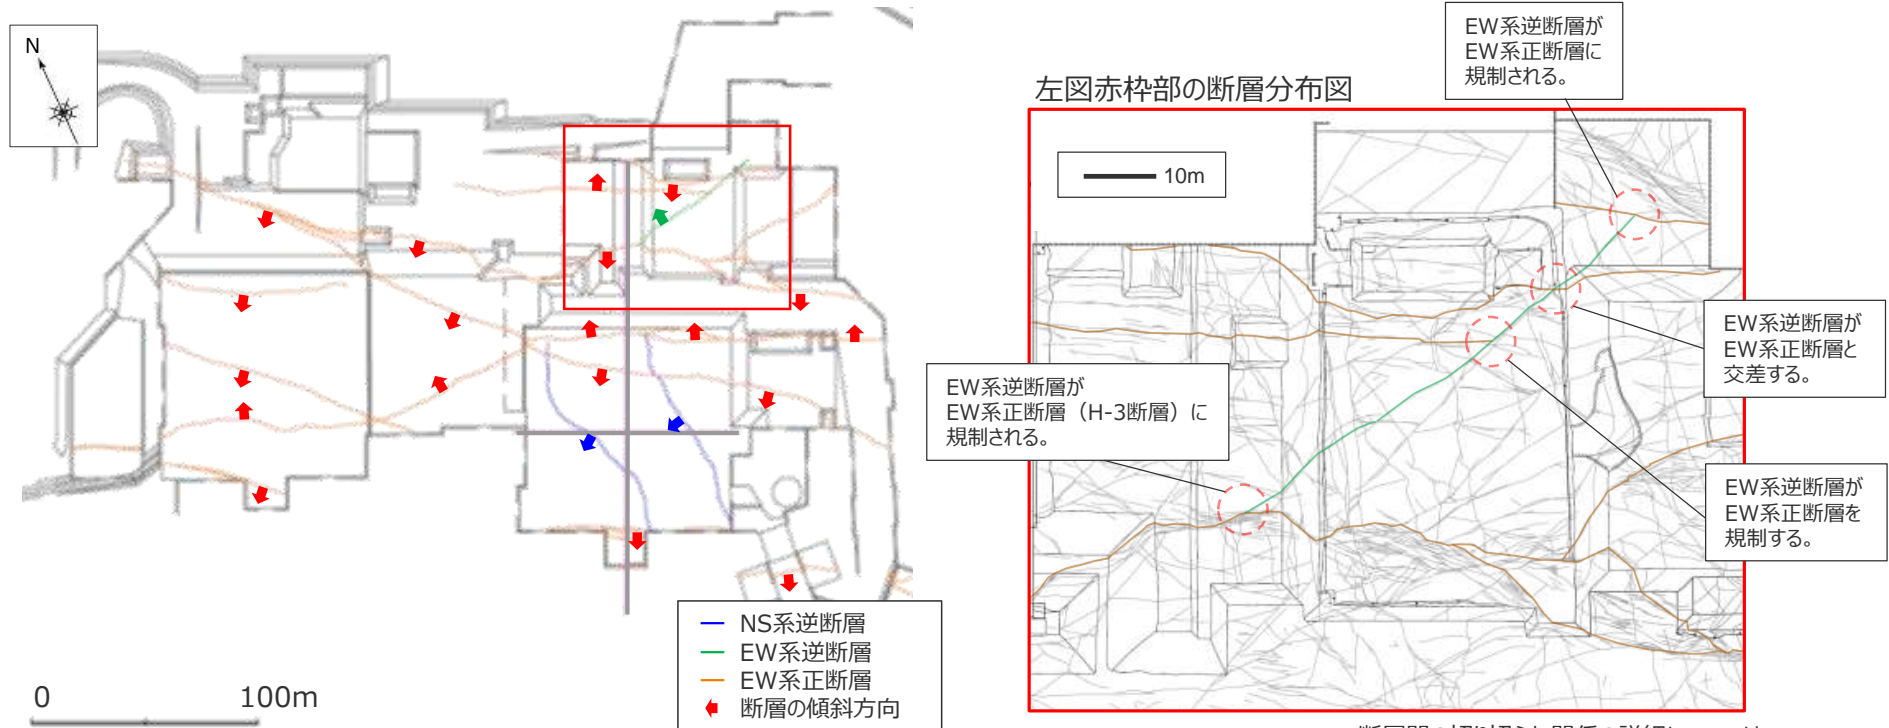 N
EW系逆断層が
EW系正断層に
規制される。
左図赤枠部の断層分布図
10m
EW系逆断層が
EW系正断層と
交差する。
EW系逆断層が
EW系正断層（H-3断層）に
規制される。
EW系逆断層が
EW系正断層を
規制する。
NS系逆断層
EW系逆断層
EW系正断層
断層の傾斜方向
0 100m